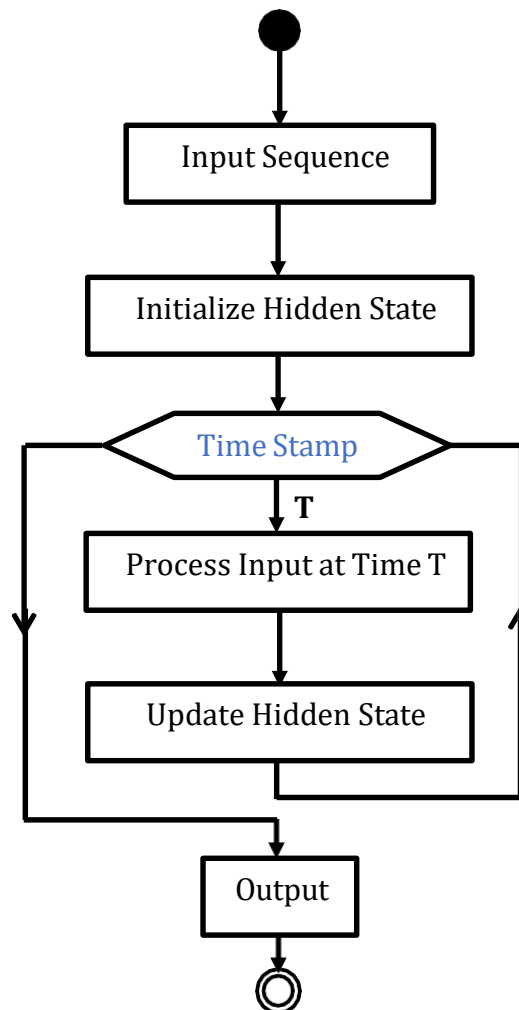 Input Sequence
Initialize Hidden State
Time Stamp
T
Process Input at Time T
Update Hidden State
Output